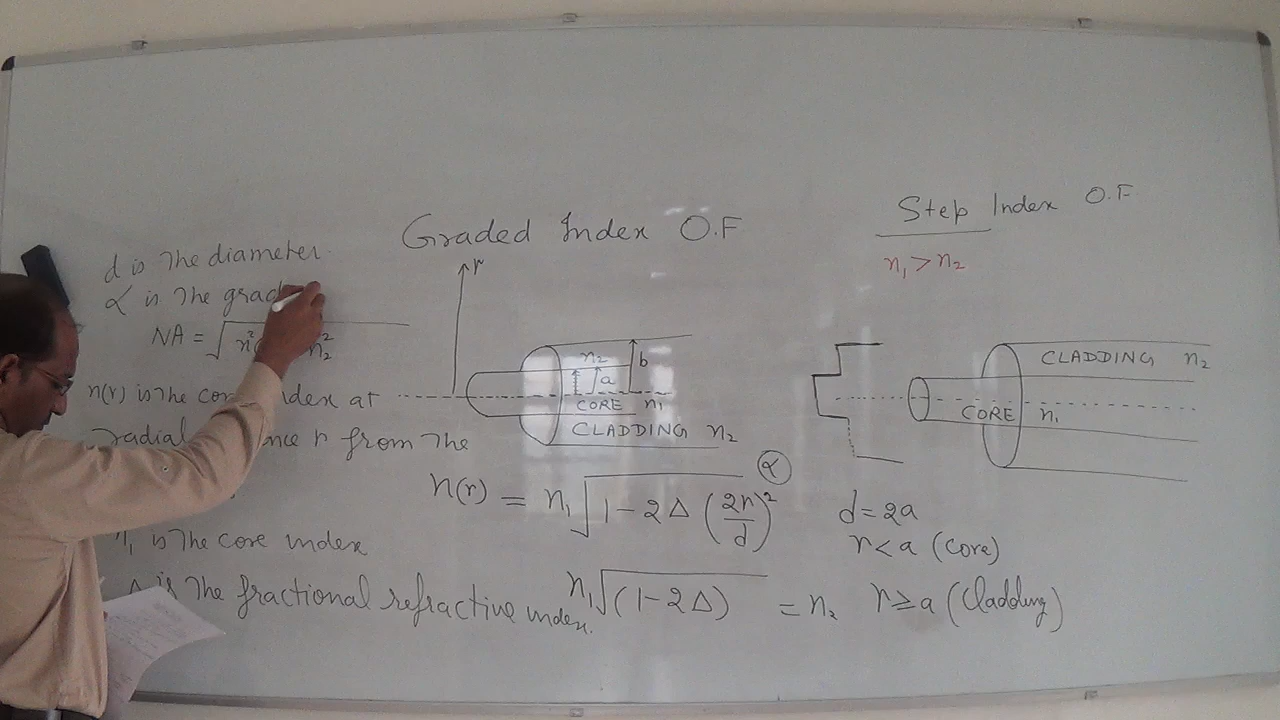 Step Index O.F
n₁ > n₂
Graded Index O.F
r
d is the diameter.
α is the grad
NA = √n²( n₂²
n(r) is the core index at
radial r from the
n₁ is the core index
Δ is the fractional refractive index.
n₂
a
b
CORE n₁
CLADDING n₂
n(r) = n₁√1-2Δ(2r/d)² α
n₁√(1-2Δ) = n₂ r≥a (Cladding)
CLADDING n₂
CORE n₁
d = 2a
r<a (Core)